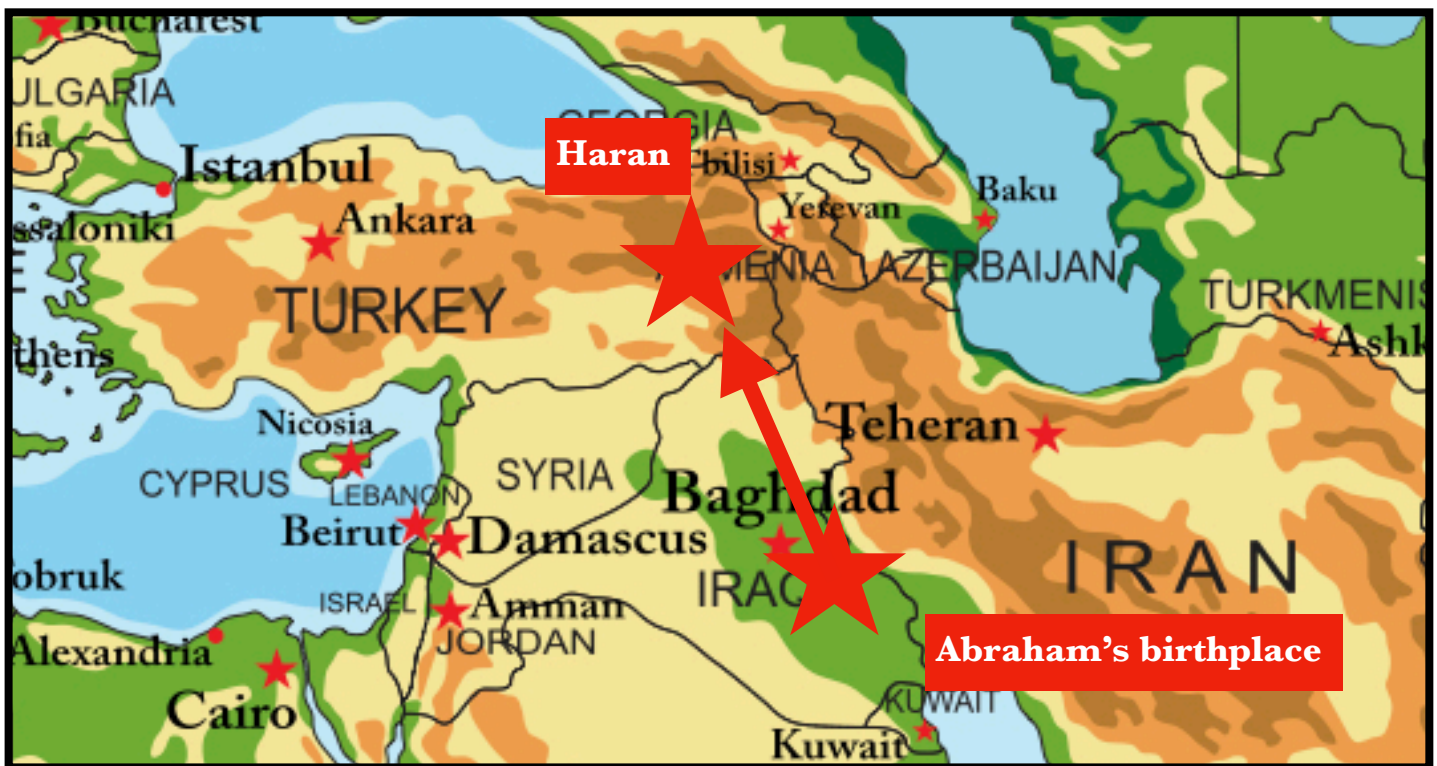 Bucharest
ULGARIA
fia
GEORGIA
Haran
Tbilisi
Istanbul
Baku
Yerevan
ssaloniki
Ankara
ARMENIA
AZERBAIJAN
E
TURKEY
TURKMENIS
Ashk
thens
Nicosia
Teheran
CYPRUS
SYRIA
LEBANON
Baghdad
Beirut
Damascus
IRAN
obruk
IRAQ
ISRAEL
Amman
JORDAN
Alexandria
Abraham's birthplace
Cairo
KUWAIT
Kuwait